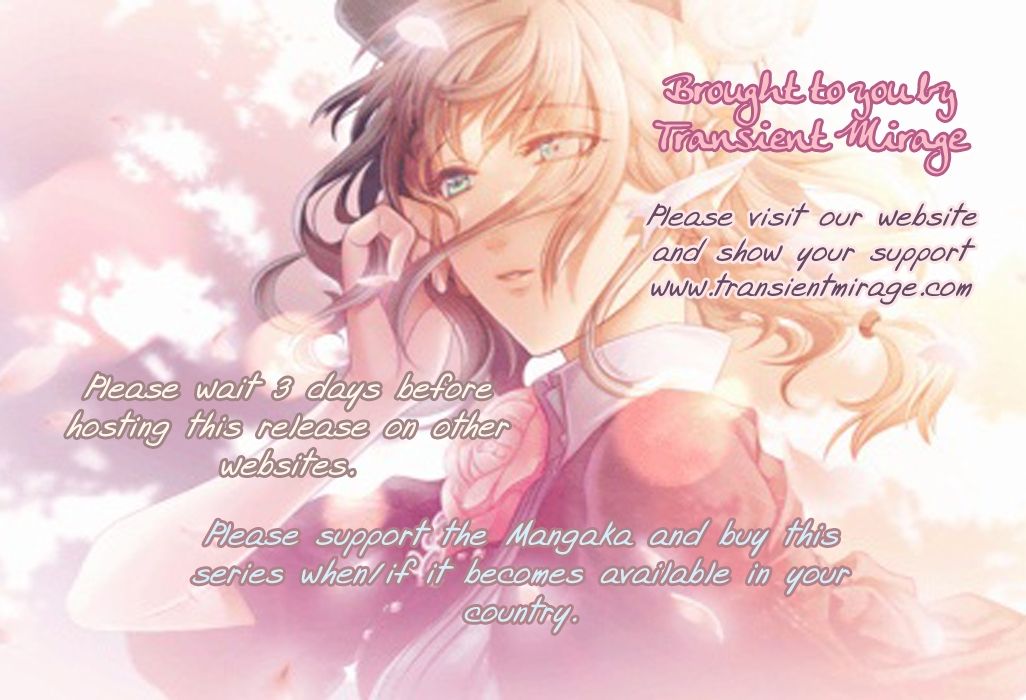 Brought to you by
Transient Mirage
Please visit our website
and show your support
www.transientmirage.com
Please wait 3 days before
hosting this release on other
websites.
Please support the Mangaka and buy this
series when/if it becomes available in your
country.